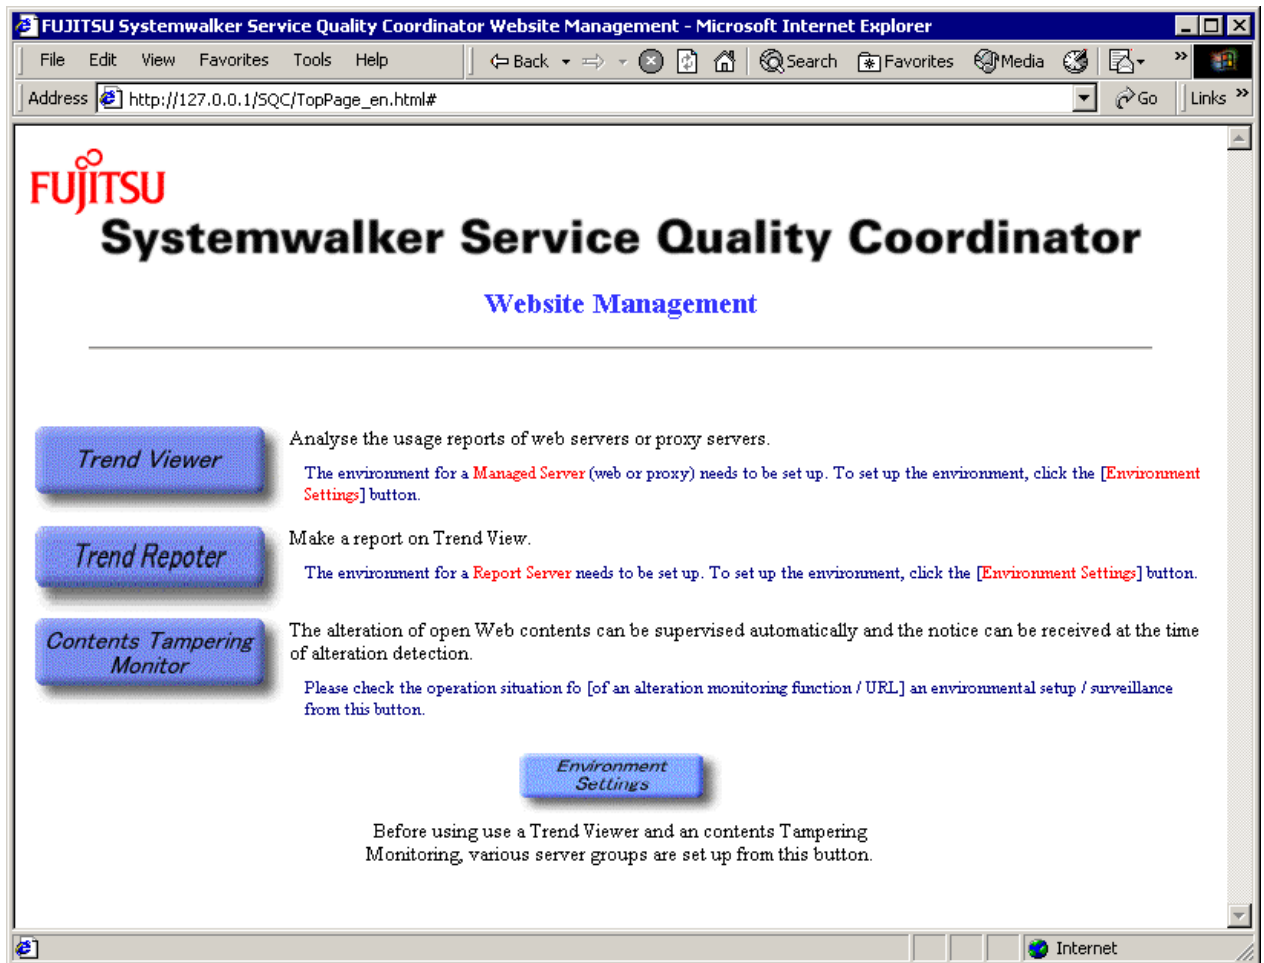 FUJITSU Systemwalker Service Quality Coordinator Website Management - Microsoft Internet Explorer
File Edit View Favorites Tools Help Back Search Favorites Media »
Address http://127.0.0.1/SQC/TopPage_en.html# Go Links »
FUJITSU
Systemwalker Service Quality Coordinator
Website Management
Trend Viewer
Analyse the usage reports of web servers or proxy servers.
The environment for a Managed Server (web or proxy) needs to be set up. To set up the environment, click the [Environment
Settings] button.
Trend Repoter
Make a report on Trend View.
The environment for a Report Server needs to be set up. To set up the environment, click the [Environment Settings] button.
Contents Tampering
Monitor
The alteration of open Web contents can be supervised automatically and the notice can be received at the time
of alteration detection.
Please check the operation situation fo [of an alteration monitoring function / URL] an environmental setup / surveillance
from this button.
Environment
Settings
Before using use a Trend Viewer and an contents Tampering
Monitoring, various server groups are set up from this button.
Internet